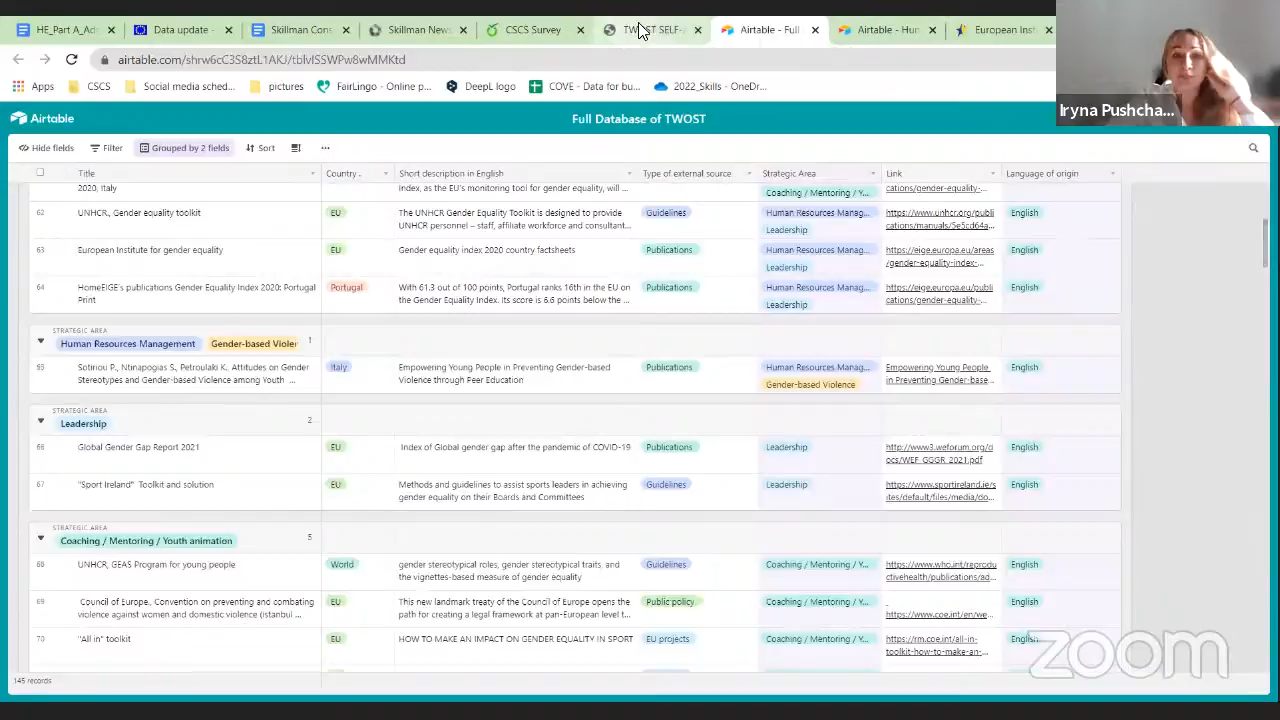 HE_Part A_Adm
Data update -
Skillman Cons
Skillman News
CSCS Survey
TWOST SELF-
Airtable - Full
Airtable - Hum
European Inst
airtable.com/shrw6cC3S8ztL1AKJ/tblvlSSWPw8wMMKtd
Apps
CSCS
Social media sched...
pictures
FairLingo - Online p...
DeepL logo
COVE - Data for bu...
2022_Skills - OneDr...
Iryna Pushcha...
Airtable
Full Database of TWOST
Hide fields
Filter
Grouped by 2 fields
Sort
Title
Country
Short description in English
Type of external source
Strategic Area
Link
Language of origin
2020, Italy
Index, as the EU's monitoring tool for gender equality, will ...
Coaching / Mentoring / Y...
cations/gender-equality-...
62
UNHCR., Gender equality toolkit
EU
The UNHCR Gender Equality Toolkit is designed to provide
UNHCR personnel – staff, affiliate workforce and consultant...
Guidelines
Human Resources Manag...
Leadership
https://www.unhcr.org/publi
cations/manuals/5e5cd64a...
English
63
European Institute for gender equality
EU
Gender equality index 2020 country factsheets
Publications
Human Resources Manag...
Leadership
https://eige.europa.eu/areas
/gender-equality-index-...
English
64
HomeEIGE's publications Gender Equality Index 2020: Portugal
Print
Portugal
With 61.3 out of 100 points, Portugal ranks 16th in the EU on
the Gender Equality Index. Its score is 6.6 points below the ...
Publications
Human Resources Manag...
Leadership
https://eige.europa.eu/publi
cations/gender-equality-...
English
STRATEGIC AREA
Human Resources Management
Gender-based Violen
1
65
Sotiriou P., Ntinapogias S., Petroulaki K. Attitudes on Gender
Stereotypes and Gender-based Violence among Youth ...
Italy
Empowering Young People in Preventing Gender-based
Violence through Peer Education
Publications
Human Resources Manag...
Gender-based Violence
Empowering Young People
in Preventing Gender-base
English
STRATEGIC AREA
Leadership
2
66
Global Gender Gap Report 2021
EU
Index of Global gender gap after the pandemic of COVID-19
Publications
Leadership
http://www3.weforum.org/d
ocs/WEF_GGGR_2021.pdf
English
67
"Sport Ireland" Toolkit and solution
EU
Methods and guidelines to assist sports leaders in achieving
gender equality on their Boards and Committees
Guidelines
Leadership
https://www.sportireland.ie/s
ites/default/files/media/do...
English
STRATEGIC AREA
Coaching / Mentoring / Youth animation
5
68
UNHCR, GEAS Program for young people
World
gender stereotypical roles, gender stereotypical traits, and
the vignettes-based measure of gender equality
Guidelines
Coaching / Mentoring / Y...
https://www.who.int/reprodu
ctivehealth/publications/ad...
English
69
Council of Europe., Convention on preventing and combating
violence against women and domestic violence (istanbul ...
EU
This new landmark treaty of the Council of Europe opens the
path for creating a legal framework at pan-European level t...
Public policy
Coaching / Mentoring / Y...
https://www.coe.int/en/we...
English
70
"All in" toolkit
EU
HOW TO MAKE AN IMPACT ON GENDER EQUALITY IN SPORT
EU projects
Coaching / Mentoring / Y...
https://rm.coe.int/all-in-
toolkit-how-to-make-an-...
English
145 records
zoom